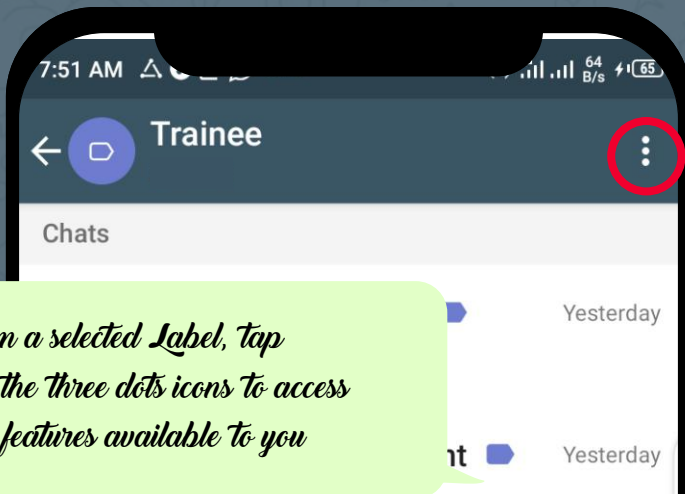 7:51 AM
64
B/s
65
Trainee
Chats
Yesterday
a selected Label, tap
the three dots icons to access
features available to you
Yesterday